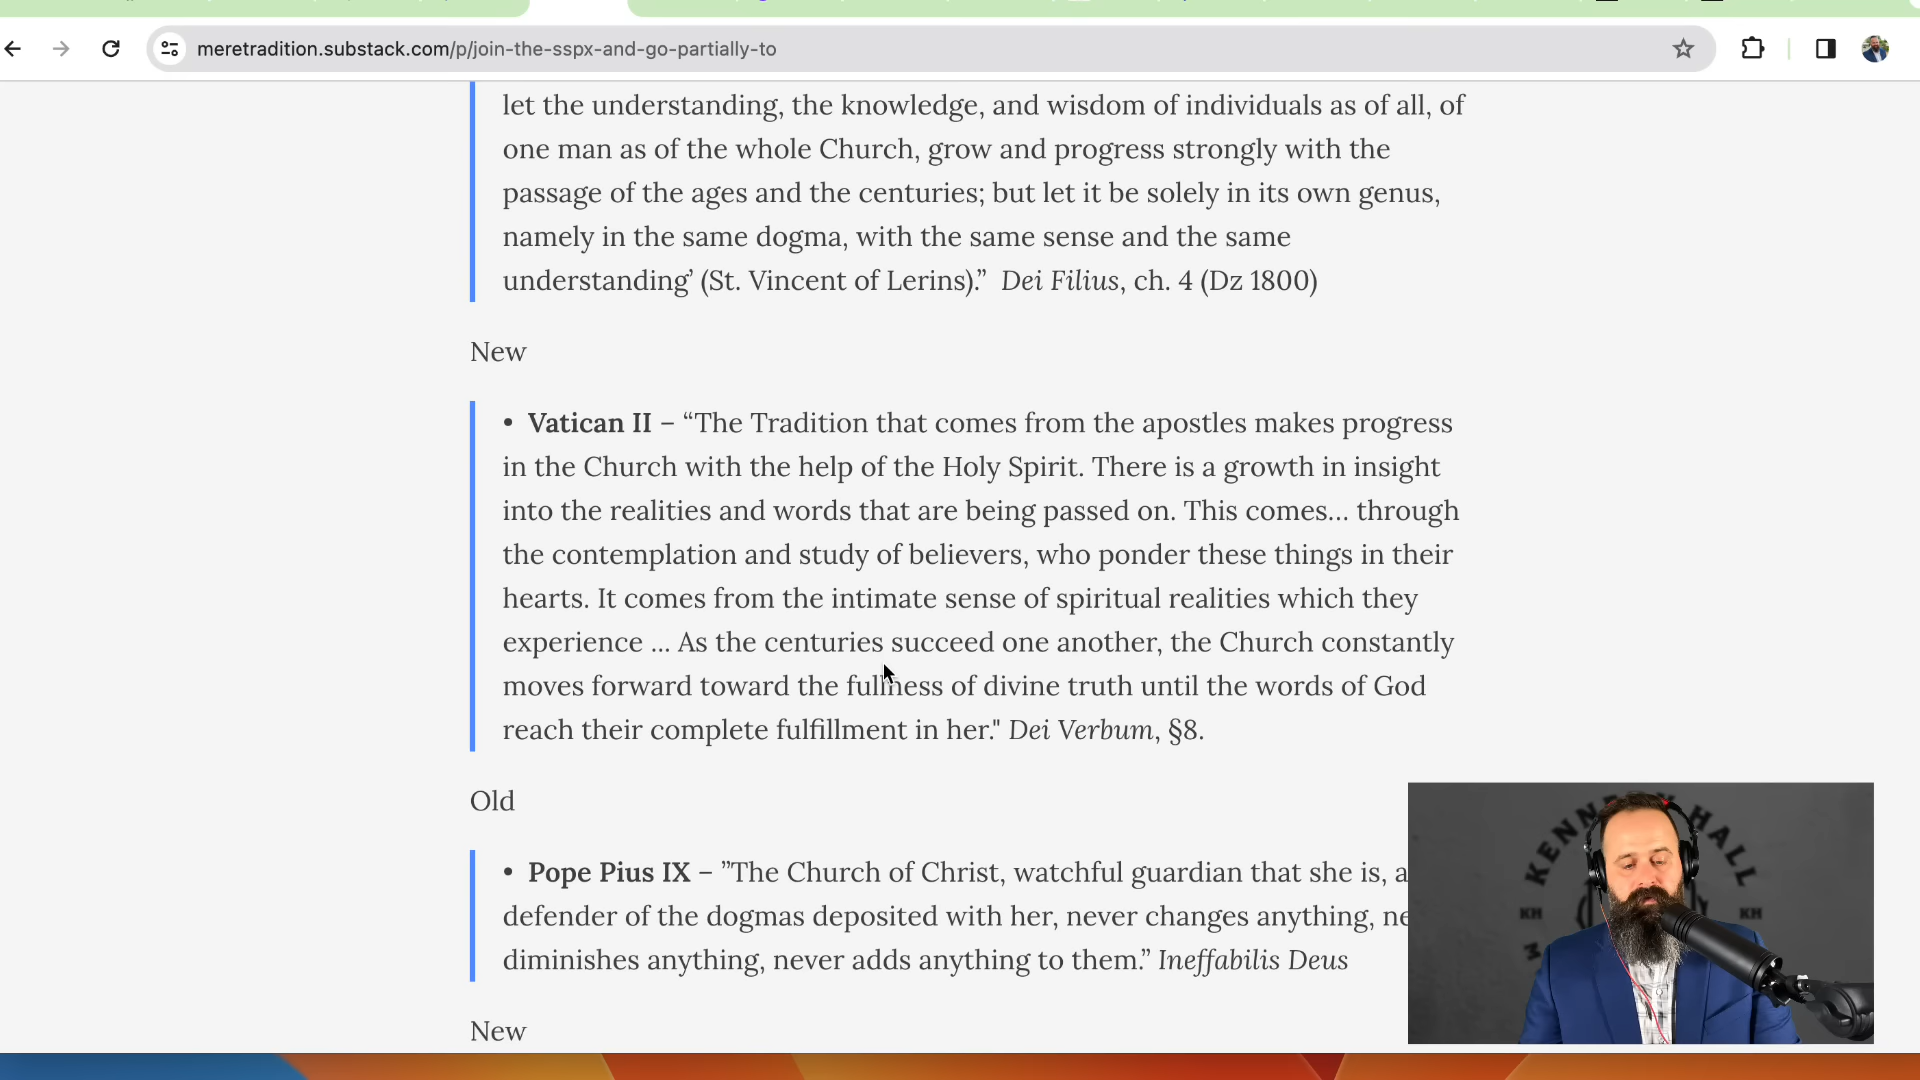 meretradition.substack.com/p/join-the-sspx-and-go-partially-to
let the understanding, the knowledge, and wisdom of individuals as of all, of
one man as of the whole Church, grow and progress strongly with the
passage of the ages and the centuries; but let it be solely in its own genus,
namely in the same dogma, with the same sense and the same
understanding’ (St. Vincent of Lerins).” Dei Filius, ch. 4 (Dz 1800)
New
• Vatican II – “The Tradition that comes from the apostles makes progress
in the Church with the help of the Holy Spirit. There is a growth in insight
into the realities and words that are being passed on. This comes… through
the contemplation and study of believers, who ponder these things in their
hearts. It comes from the intimate sense of spiritual realities which they
experience … As the centuries succeed one another, the Church constantly
moves forward toward the fullness of divine truth until the words of God
reach their complete fulfillment in her." Dei Verbum, §8.
Old
• Pope Pius IX – ”The Church of Christ, watchful guardian that she is, a
defender of the dogmas deposited with her, never changes anything, ne
diminishes anything, never adds anything to them.” Ineffabilis Deus
New
KH
KH